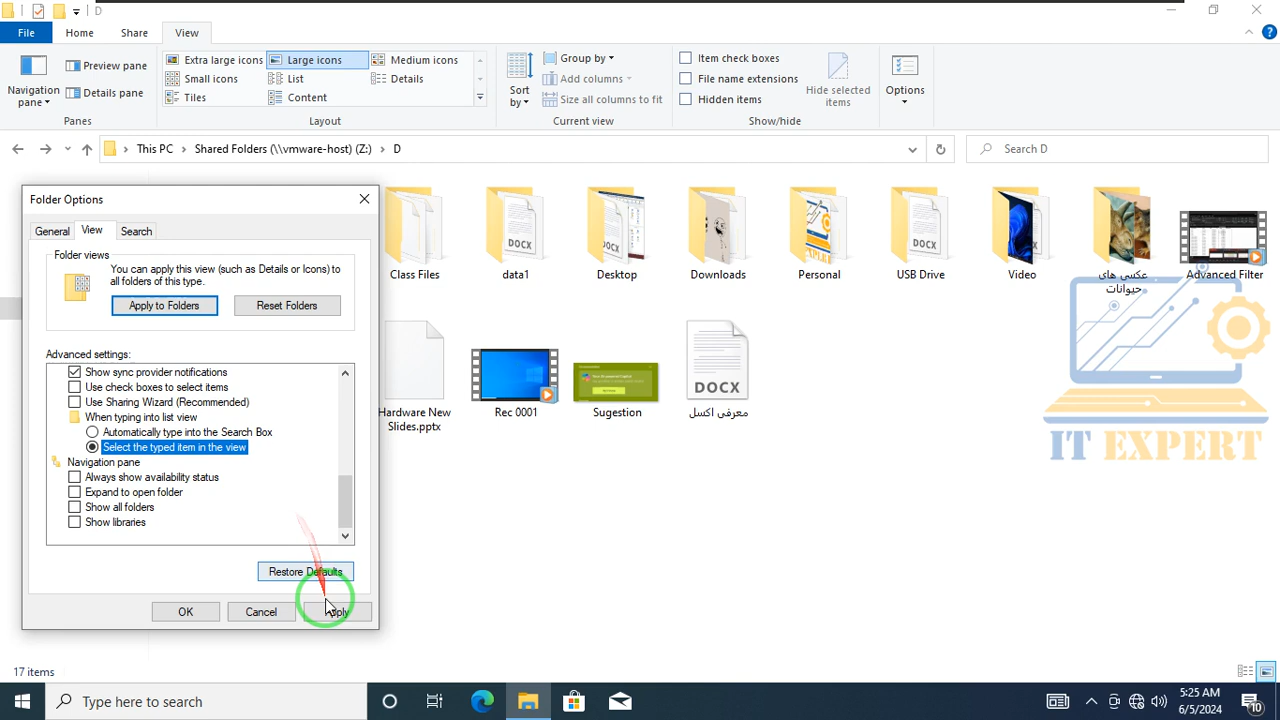 D
File
Home
Share
View
Navigation pane
Preview pane
Details pane
Panes
Extra large icons
Large icons
Medium icons
Small icons
List
Details
Tiles
Content
Layout
Sort by
Group by
Add columns
Size all columns to fit
Current view
Item check boxes
File name extensions
Hidden items
Hide selected items
Show/hide
Options
This PC
Shared Folders (\\vmware-host) (Z:)
D
Search D
Folder Options
General
View
Search
Folder views
You can apply this view (such as Details or Icons) to
all folders of this type.
Apply to Folders
Reset Folders
Advanced settings:
Show sync provider notifications
Use check boxes to select items
Use Sharing Wizard (Recommended)
When typing into list view
Automatically type into the Search Box
Select the typed item in the view
Navigation pane
Always show availability status
Expand to open folder
Show all folders
Show libraries
Restore Defaults
OK
Cancel
Apply
DOCX
DOCX
Class Files
data1
Desktop
Downloads
Personal
USB Drive
Video
عکسی های
حیوانات
Advanced Filter
DOCX
Hardware New
Slides.pptx
Rec 0001
Sugestion
معرفی اکسل
IT EXPERT
17 items
Type here to search
5:25 AM
6/5/2024
10